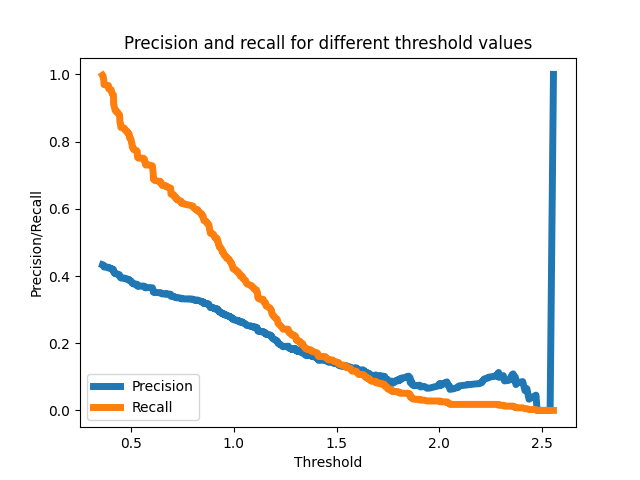 Precision and recall for different threshold values
1.0
0.8
0.6
0.4
0.2
0.0
Precision/Recall
Precision
Recall
0.5
1.0
1.5
2.0
2.5
Threshold